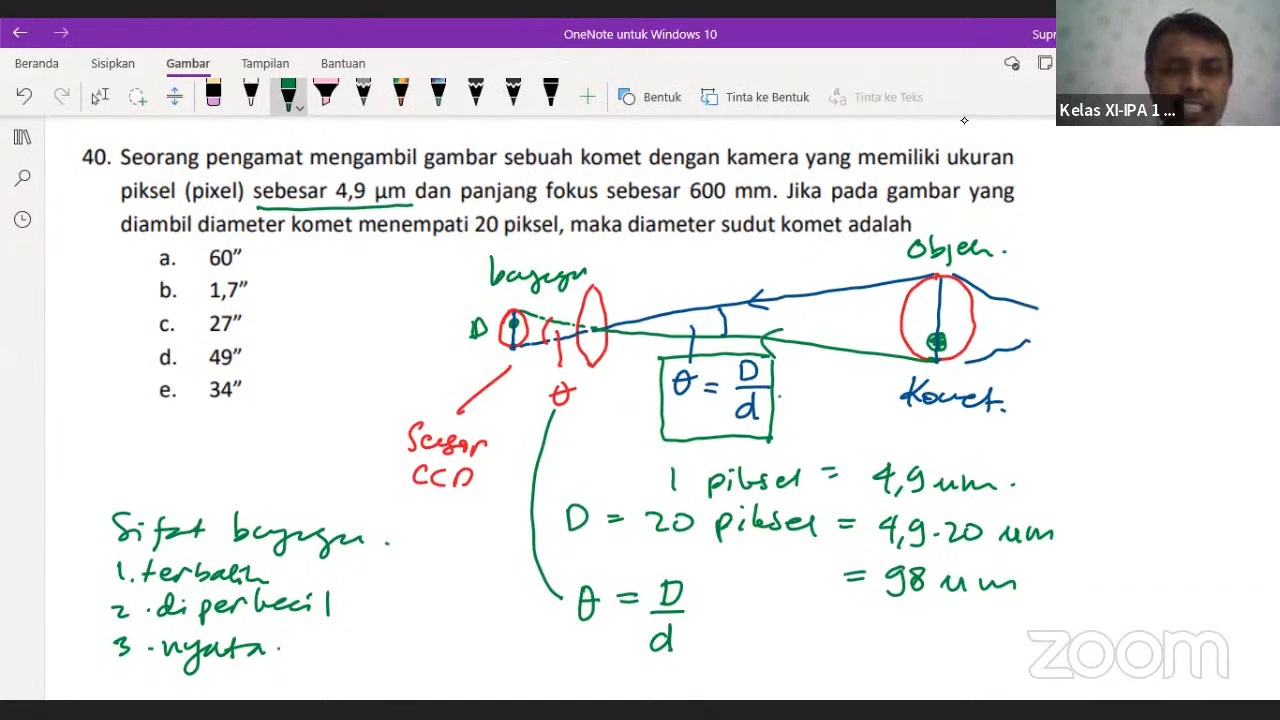 OneNote untuk Windows 10
Supr
Beranda Sisipkan Gambar Tampilan Bantuan
Bentuk Tinta ke Bentuk Tinta ke Teks
Kelas XI-IPA 1 ...
40. Seorang pengamat mengambil gambar sebuah komet dengan kamera yang memiliki ukuran
piksel (pixel) sebesar 4,9 µm dan panjang fokus sebesar 600 mm. Jika pada gambar yang
diambil diameter komet menempati 20 piksel, maka diameter sudut komet adalah
a. 60”
b. 1,7”
c. 27”
d. 49”
e. 34”
bayangan
Objek.
D
θ
θ = D/d.
Komet.
Sensor
CCD
1 piksel = 4,9 um.
D = 20 piksel = 4,9.20 um
= 98 um
θ = D/d
Sifat bayangan.
1. terbalik
2. diperkecil
3. nyata.
zoom